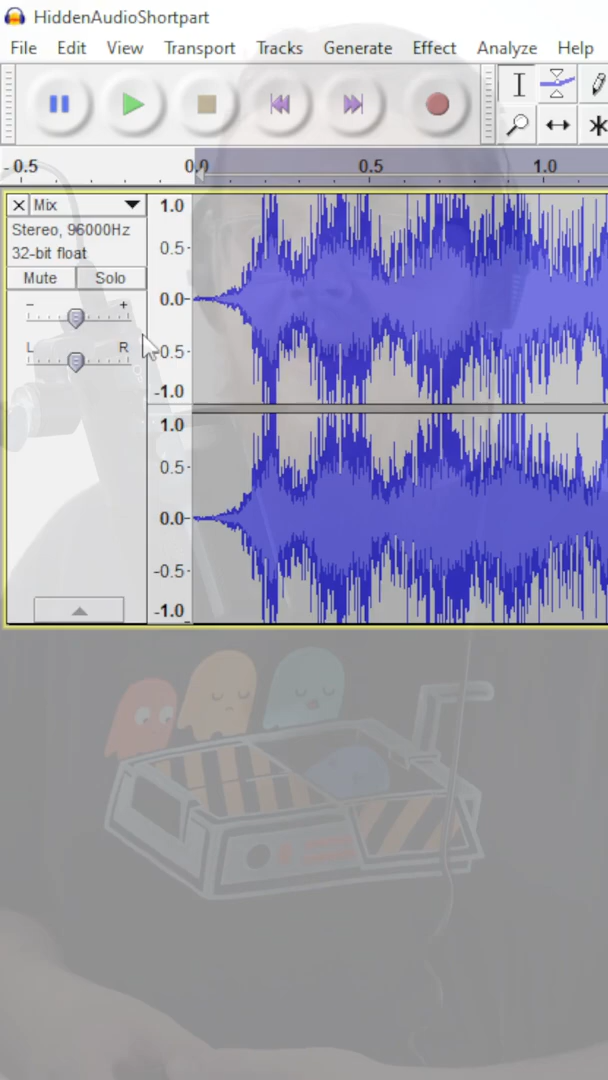 HiddenAudioShortpart
File Edit View Transport Tracks Generate Effect Analyze Help
-0.5 0.0 0.5 1.0
Mix 1.0
Stereo, 96000Hz
32-bit float 0.5
Mute Solo
- + 0.0
L R -0.5
-1.0
1.0
0.5
0.0
-0.5
-1.0